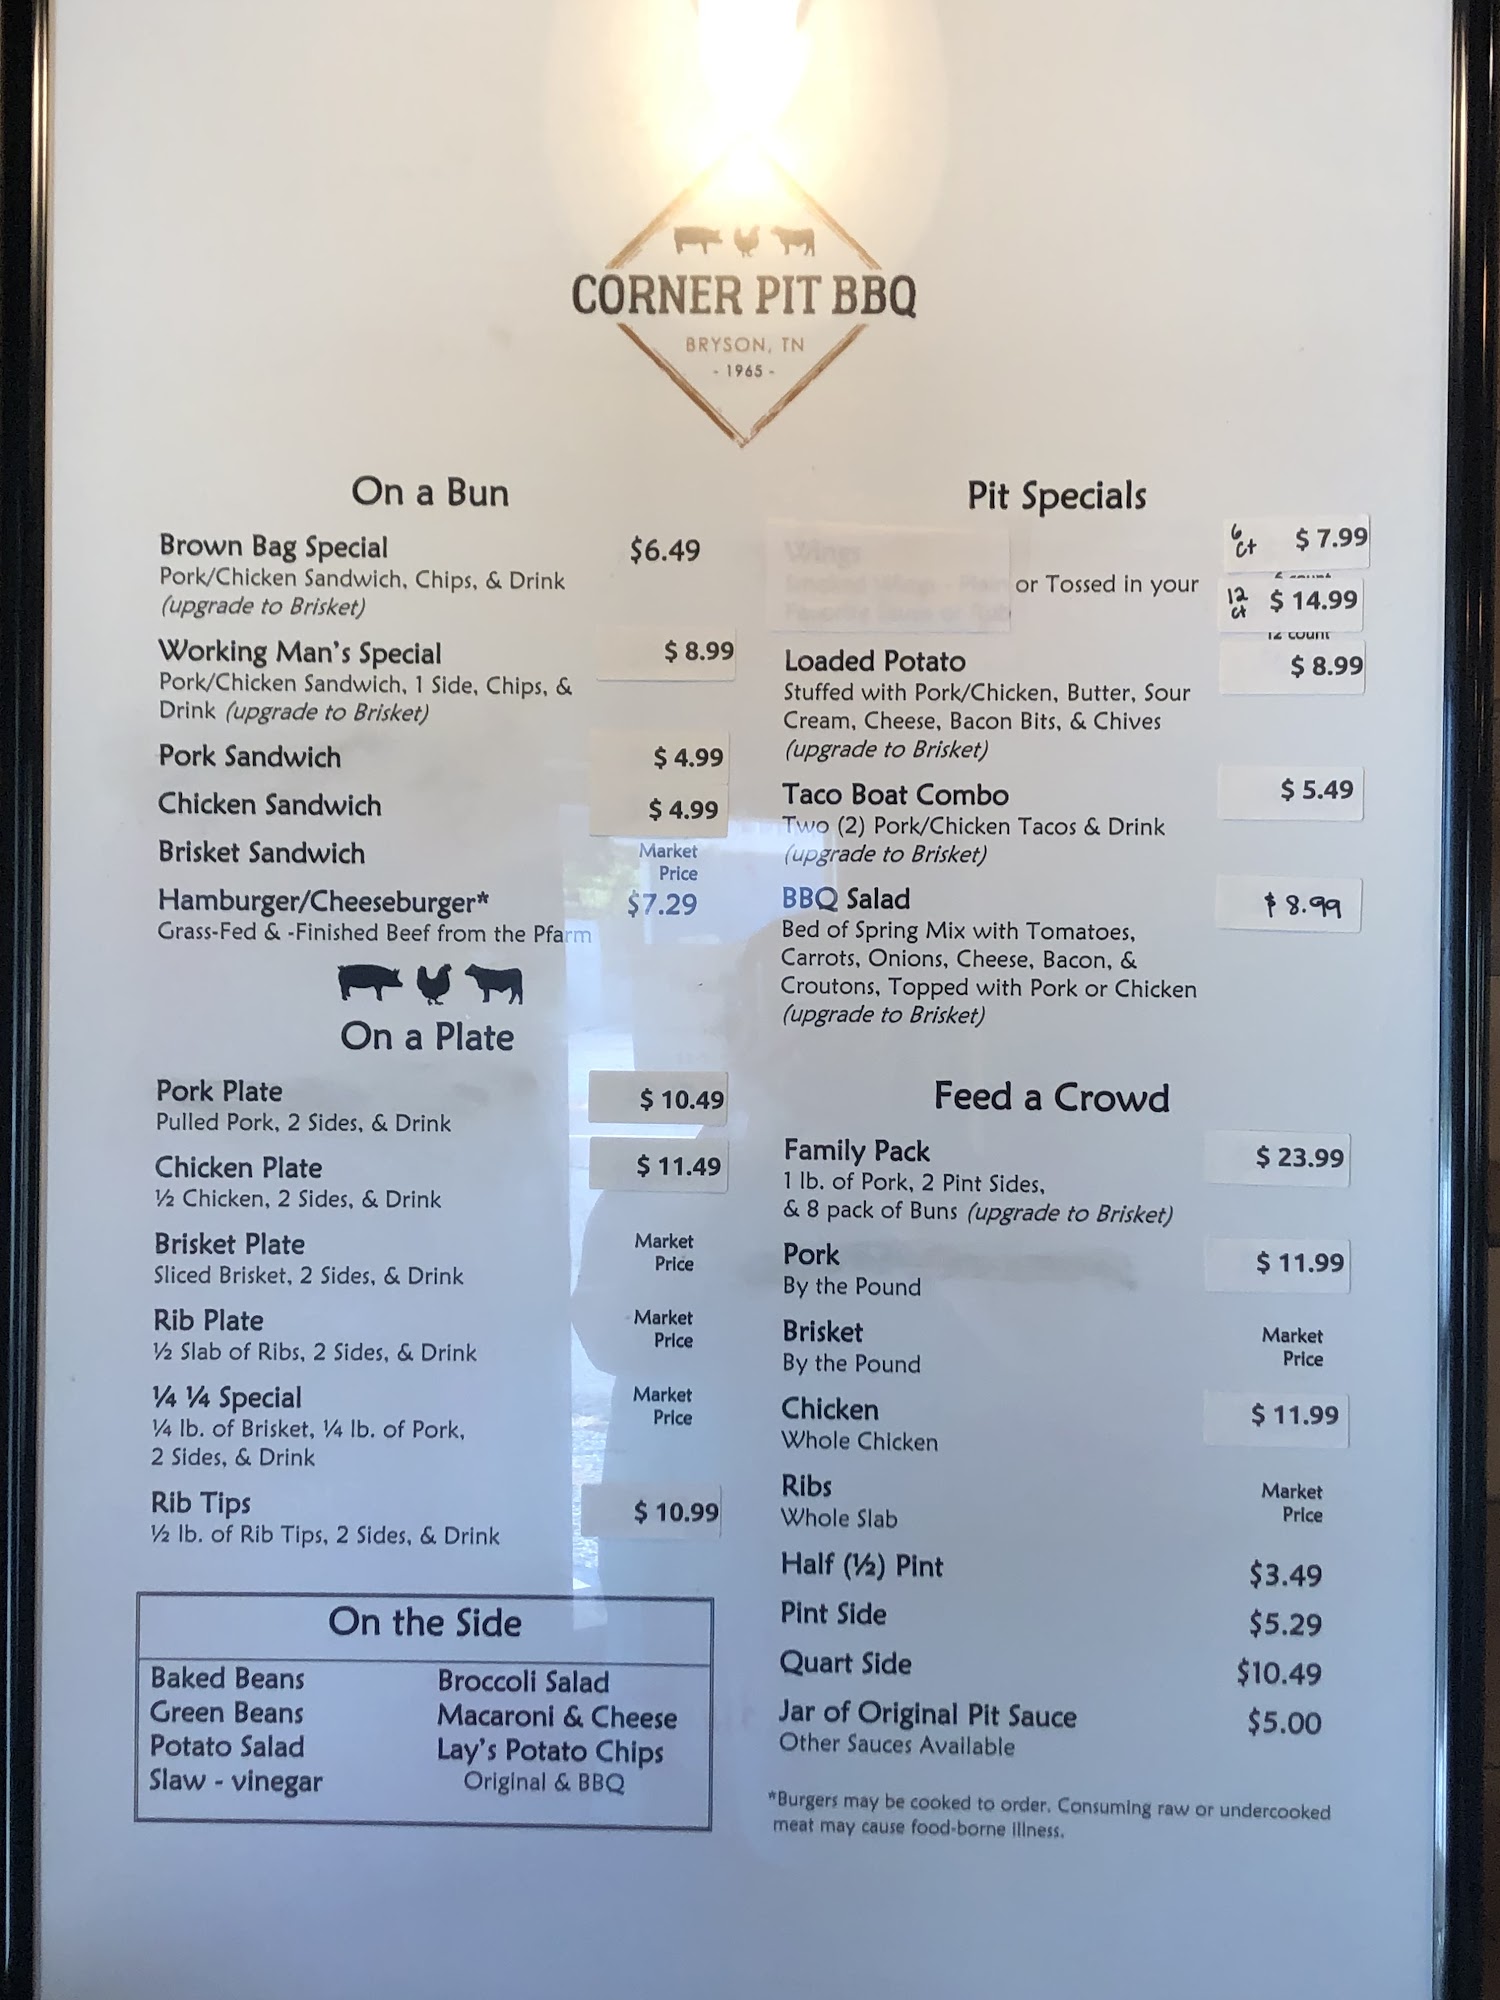 CORNER PIT BBQ
BRYSON, TN
- 1965 -
On a Bun
Brown Bag Special $6.49
Pork/Chicken Sandwich, Chips, & Drink
(upgrade to Brisket)
Working Man's Special $ 8.99
Pork/Chicken Sandwich, 1 Side, Chips, &
Drink (upgrade to Brisket)
Pork Sandwich $ 4.99
Chicken Sandwich $ 4.99
Brisket Sandwich Market
Price
Hamburger/Cheeseburger* $7.29
Grass-Fed & -Finished Beef from the Pfarm
On a Plate
Pork Plate $ 10.49
Pulled Pork, 2 Sides, & Drink
Chicken Plate $ 11.49
½ Chicken, 2 Sides, & Drink
Brisket Plate Market
Price
Sliced Brisket, 2 Sides, & Drink
Rib Plate Market
Price
½ Slab of Ribs, 2 Sides, & Drink
¼ ¼ Special Market
Price
¼ lb. of Brisket, ¼ lb. of Pork,
2 Sides, & Drink
Rib Tips $ 10.99
½ lb. of Rib Tips, 2 Sides, & Drink
On the Side
Baked Beans
Green Beans
Potato Salad
Slaw - vinegar
Broccoli Salad
Macaroni & Cheese
Lay's Potato Chips
Original & BBQ
Pit Specials
Wings 6 ct $ 7.99
Smoked Wings - Plain or Tossed in your
Favorite Sauce or Rub
12 ct $ 14.99
12 count
Loaded Potato $ 8.99
Stuffed with Pork/Chicken, Butter, Sour
Cream, Cheese, Bacon Bits, & Chives
(upgrade to Brisket)
Taco Boat Combo $ 5.49
Two (2) Pork/Chicken Tacos & Drink
(upgrade to Brisket)
BBQ Salad $ 8.99
Bed of Spring Mix with Tomatoes,
Carrots, Onions, Cheese, Bacon, &
Croutons, Topped with Pork or Chicken
(upgrade to Brisket)
Feed a Crowd
Family Pack $ 23.99
1 lb. of Pork, 2 Pint Sides,
& 8 pack of Buns (upgrade to Brisket)
Pork $ 11.99
By the Pound
Brisket Market
Price
By the Pound
Chicken $ 11.99
Whole Chicken
Ribs Market
Price
Whole Slab
Half (½) Pint $3.49
Pint Side $5.29
Quart Side $10.49
Jar of Original Pit Sauce $5.00
Other Sauces Available
*Burgers may be cooked to order. Consuming raw or undercooked
meat may cause food-borne illness.